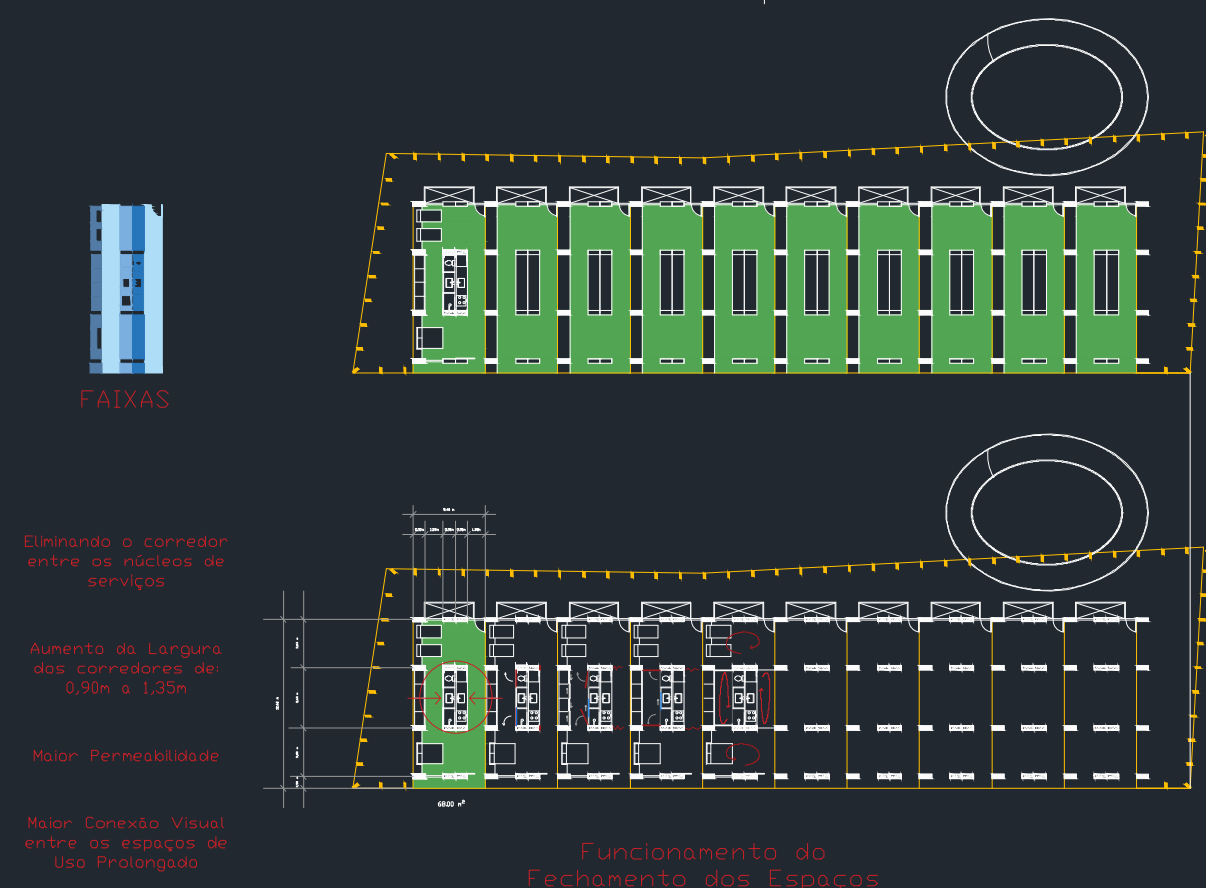 FAIXAS
Eliminando o corredor
entre os núcleos de
serviços
Aumento da Largura
dos corredores de:
0,90m a 1,35m
Maior Permeabilidade
Maior Conexão Visual
entre os espaços de
Uso Prolongado
68.00 m²
Funcionamento do
Fechamento dos Espaços